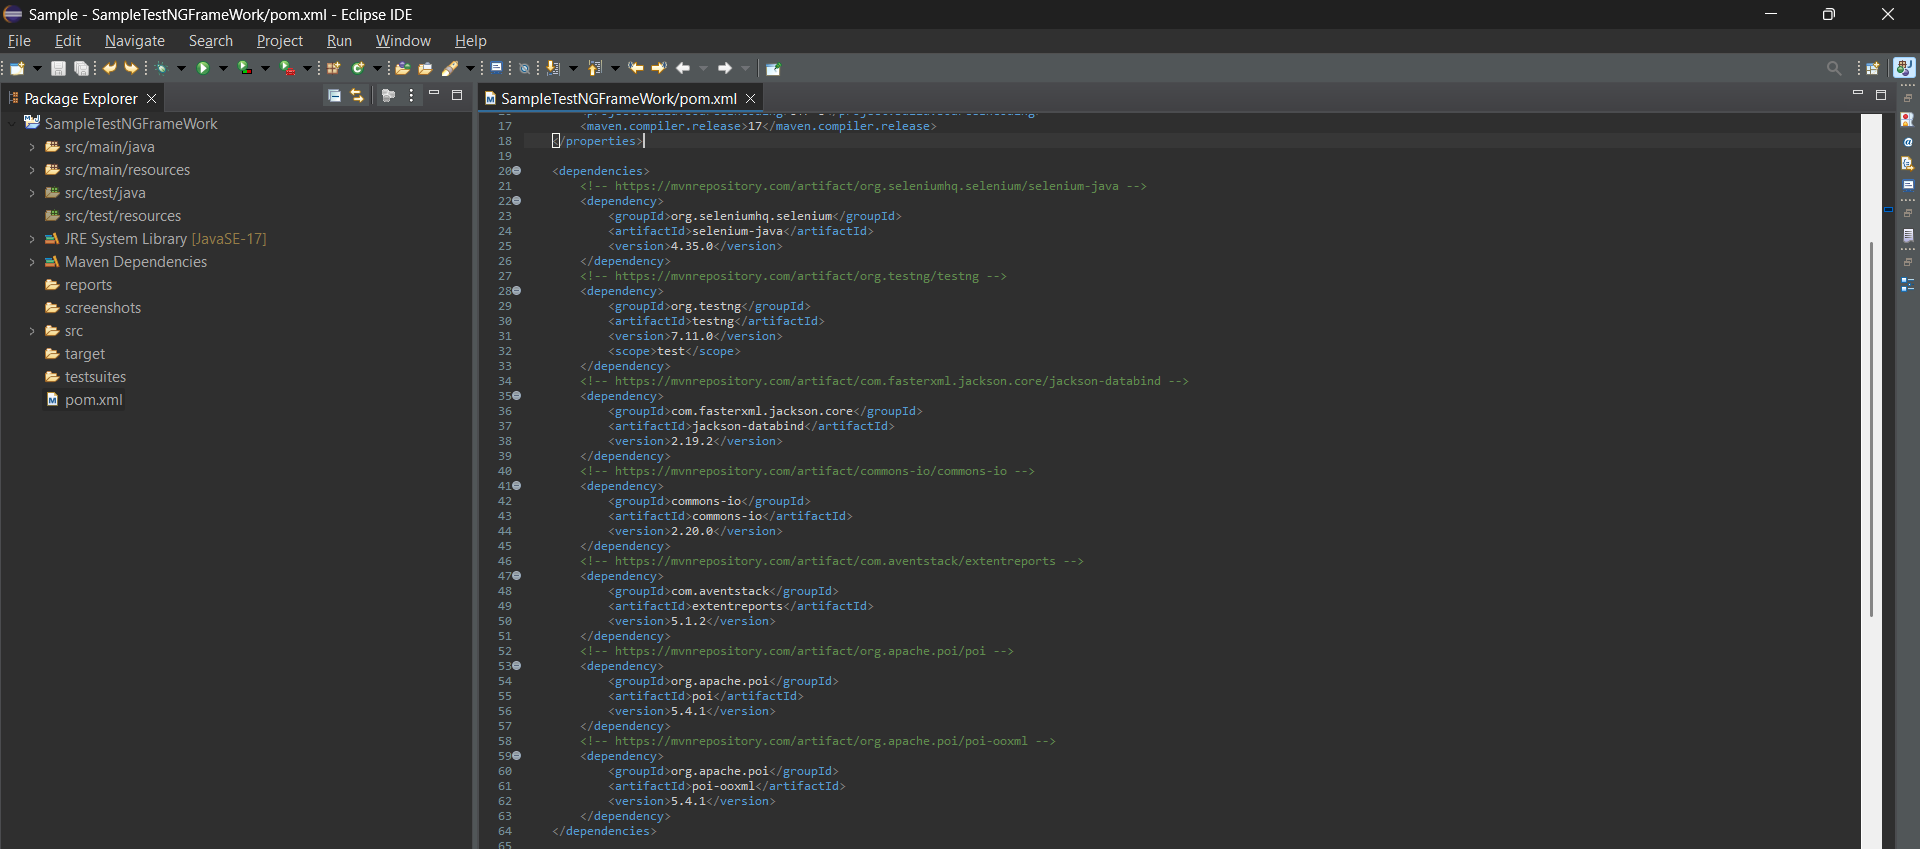 Sample - SampleTestNGFrameWork/pom.xml - Eclipse IDE
File Edit Navigate Search Project Run Window Help
Package Explorer
SampleTestNGFrameWork
src/main/java
src/main/resources
src/test/java
src/test/resources
JRE System Library [JavaSE-17]
Maven Dependencies
reports
screenshots
src
target
testsuites
pom.xml
SampleTestNGFrameWork/pom.xml
17 <maven.compiler.release>17</maven.compiler.release>
18 </properties>
19
20 <dependencies>
21 <!-- https://mvnrepository.com/artifact/org.seleniumhq.selenium/selenium-java -->
22 <dependency>
23 <groupId>org.seleniumhq.selenium</groupId>
24 <artifactId>selenium-java</artifactId>
25 <version>4.35.0</version>
26 </dependency>
27 <!-- https://mvnrepository.com/artifact/org.testng/testng -->
28 <dependency>
29 <groupId>org.testng</groupId>
30 <artifactId>testng</artifactId>
31 <version>7.11.0</version>
32 <scope>test</scope>
33 </dependency>
34 <!-- https://mvnrepository.com/artifact/com.fasterxml.jackson.core/jackson-databind -->
35 <dependency>
36 <groupId>com.fasterxml.jackson.core</groupId>
37 <artifactId>jackson-databind</artifactId>
38 <version>2.19.2</version>
39 </dependency>
40 <!-- https://mvnrepository.com/artifact/commons-io/commons-io -->
41 <dependency>
42 <groupId>commons-io</groupId>
43 <artifactId>commons-io</artifactId>
44 <version>2.20.0</version>
45 </dependency>
46 <!-- https://mvnrepository.com/artifact/com.aventstack/extentreports -->
47 <dependency>
48 <groupId>com.aventstack</groupId>
49 <artifactId>extentreports</artifactId>
50 <version>5.1.2</version>
51 </dependency>
52 <!-- https://mvnrepository.com/artifact/org.apache.poi/poi -->
53 <dependency>
54 <groupId>org.apache.poi</groupId>
55 <artifactId>poi</artifactId>
56 <version>5.4.1</version>
57 </dependency>
58 <!-- https://mvnrepository.com/artifact/org.apache.poi/poi-ooxml -->
59 <dependency>
60 <groupId>org.apache.poi</groupId>
61 <artifactId>poi-ooxml</artifactId>
62 <version>5.4.1</version>
63 </dependency>
64 </dependencies>
65